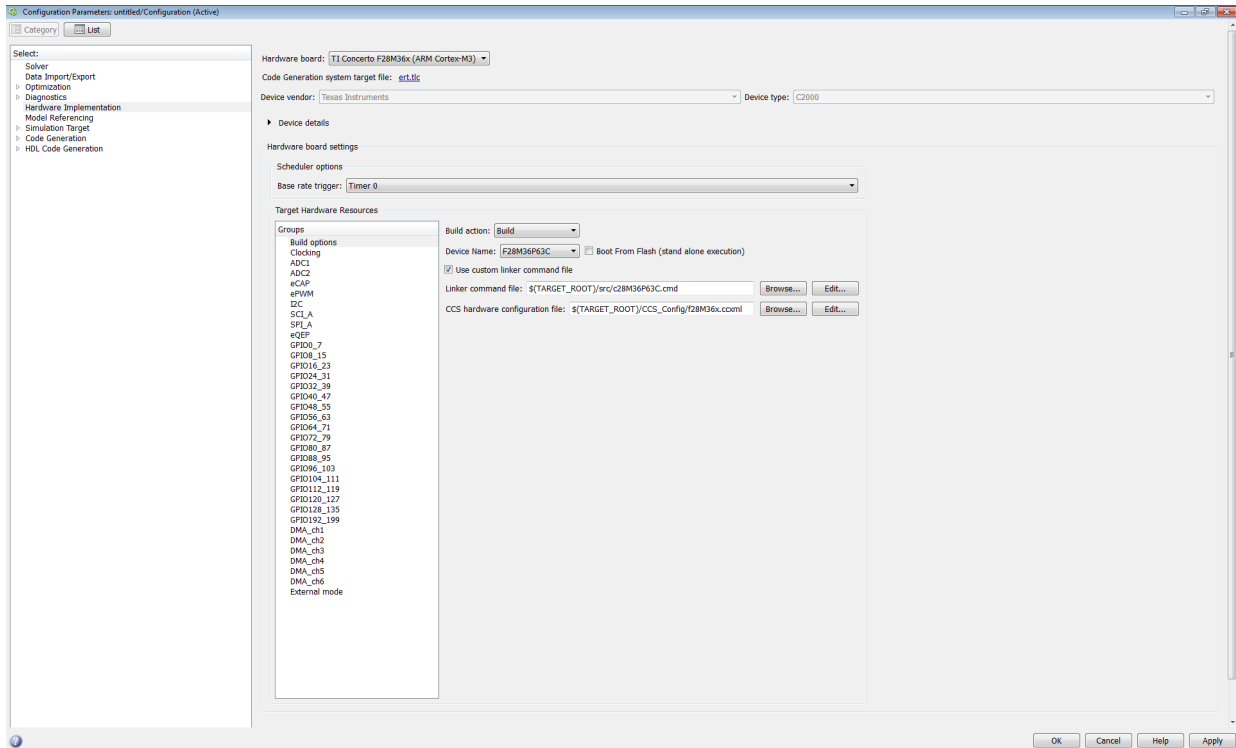 Configuration Parameters: untitled/Configuration (Active)
Category List
Select:
Solver
Data Import/Export
Optimization
Diagnostics
Hardware Implementation
Model Referencing
Simulation Target
Code Generation
HDL Code Generation
Hardware board: TI Concerto F28M36x (ARM Cortex-M3)
Code Generation system target file: ert.tlc
Device vendor: Texas Instruments Device type: C2000
Device details
Hardware board settings
Scheduler options
Base rate trigger: Timer 0
Target Hardware Resources
Groups
Build options
Clocking
ADC1
ADC2
eCAP
ePWM
I2C
SCI_A
SPI_A
eQEP
GPIO0_7
GPIO8_15
GPIO16_23
GPIO24_31
GPIO32_39
GPIO40_47
GPIO48_55
GPIO56_63
GPIO64_71
GPIO72_79
GPIO80_87
GPIO88_95
GPIO96_103
GPIO104_111
GPIO112_119
GPIO120_127
GPIO128_135
GPIO192_199
DMA_ch1
DMA_ch2
DMA_ch3
DMA_ch4
DMA_ch5
DMA_ch6
External mode
Build action: Build
Device Name: F28M36P63C Boot From Flash (stand alone execution)
Use custom linker command file
Linker command file: $(TARGET_ROOT)/src/c28M36P63C.cmd Browse... Edit...
CCS hardware configuration file: $(TARGET_ROOT)/CCS_Config/f28M36x.ccxml Browse... Edit...
OK Cancel Help Apply